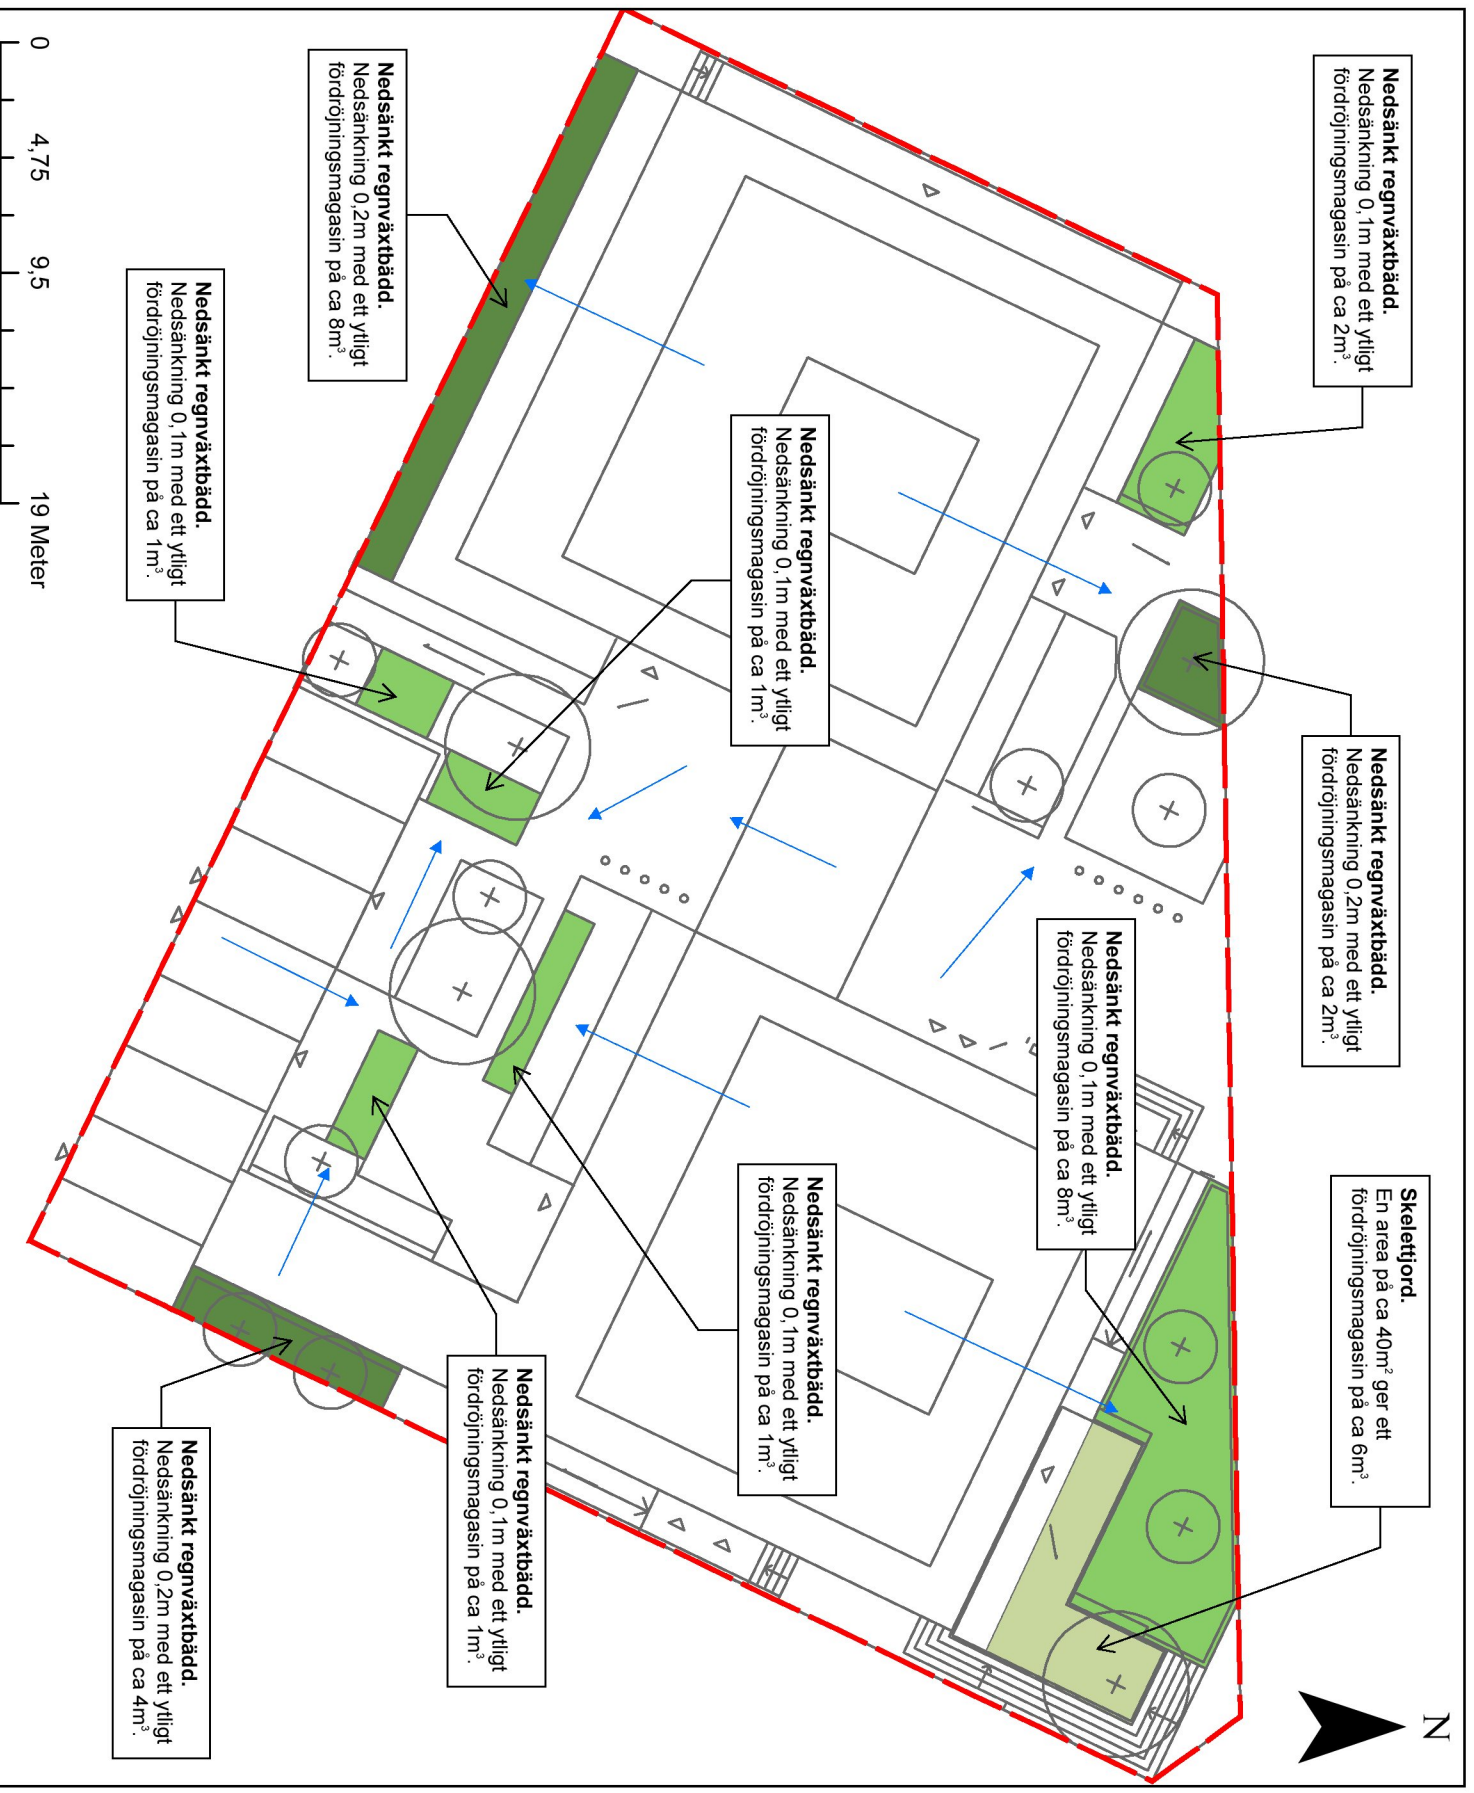 Nedsänkt regnväxtbädd.
Nedsänkning 0,1m med ett ytligt
fördröjningsmagasin på ca 2m³.
Nedsänkt regnväxtbädd.
Nedsänkning 0,2m med ett ytligt
fördröjningsmagasin på ca 2m³.
Skelettjord.
En area på ca 40m² ger ett
fördröjningsmagasin på ca 6m³.
Nedsänkt regnväxtbädd.
Nedsänkning 0,1m med ett ytligt
fördröjningsmagasin på ca 8m³.
Nedsänkt regnväxtbädd.
Nedsänkning 0,1m med ett ytligt
fördröjningsmagasin på ca 1m³.
Nedsänkt regnväxtbädd.
Nedsänkning 0,1m med ett ytligt
fördröjningsmagasin på ca 1m³.
Nedsänkt regnväxtbädd.
Nedsänkning 0,2m med ett ytligt
fördröjningsmagasin på ca 8m³.
Nedsänkt regnväxtbädd.
Nedsänkning 0,1m med ett ytligt
fördröjningsmagasin på ca 1m³.
Nedsänkt regnväxtbädd.
Nedsänkning 0,1m med ett ytligt
fördröjningsmagasin på ca 1m³.
Nedsänkt regnväxtbädd.
Nedsänkning 0,2m med ett ytligt
fördröjningsmagasin på ca 4m³.
N
0 4,75 9,5 19 Meter